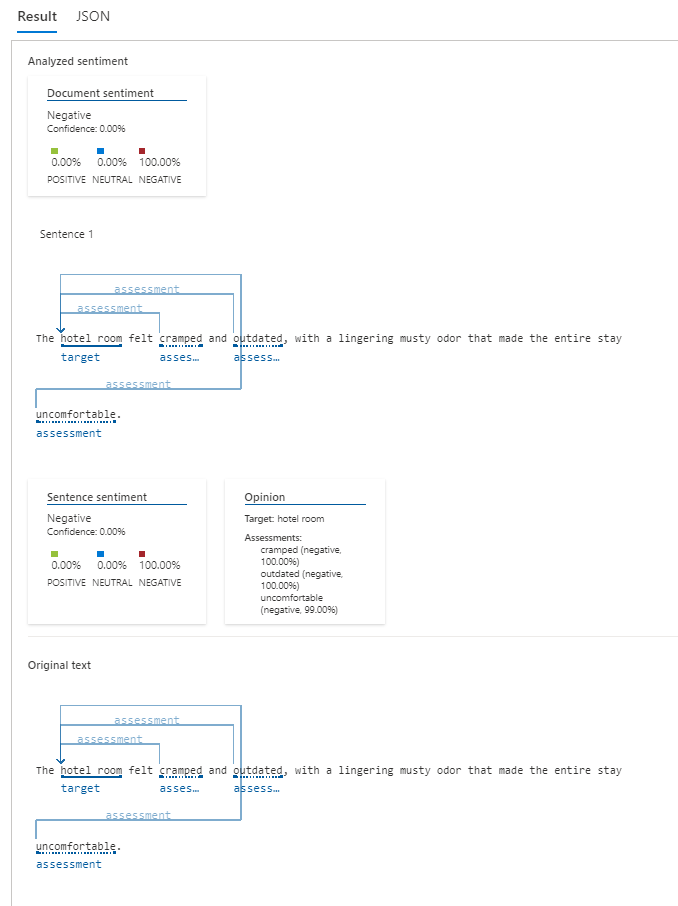 Result JSON
Analyzed sentiment
Document sentiment
Negative
Confidence: 0.00%
0.00% 0.00% 100.00%
POSITIVE NEUTRAL NEGATIVE
Sentence 1
assessment
assessment
The hotel room felt cramped and outdated, with a lingering musty odor that made the entire stay
target asses… assess…
assessment
uncomfortable.
assessment
Sentence sentiment
Negative
Confidence: 0.00%
0.00% 0.00% 100.00%
POSITIVE NEUTRAL NEGATIVE
Opinion
Target: hotel room
Assessments:
cramped (negative,
100.00%)
outdated (negative,
100.00%)
uncomfortable
(negative, 99.00%)
Original text
assessment
assessment
The hotel room felt cramped and outdated, with a lingering musty odor that made the entire stay
target asses… assess…
assessment
uncomfortable.
assessment